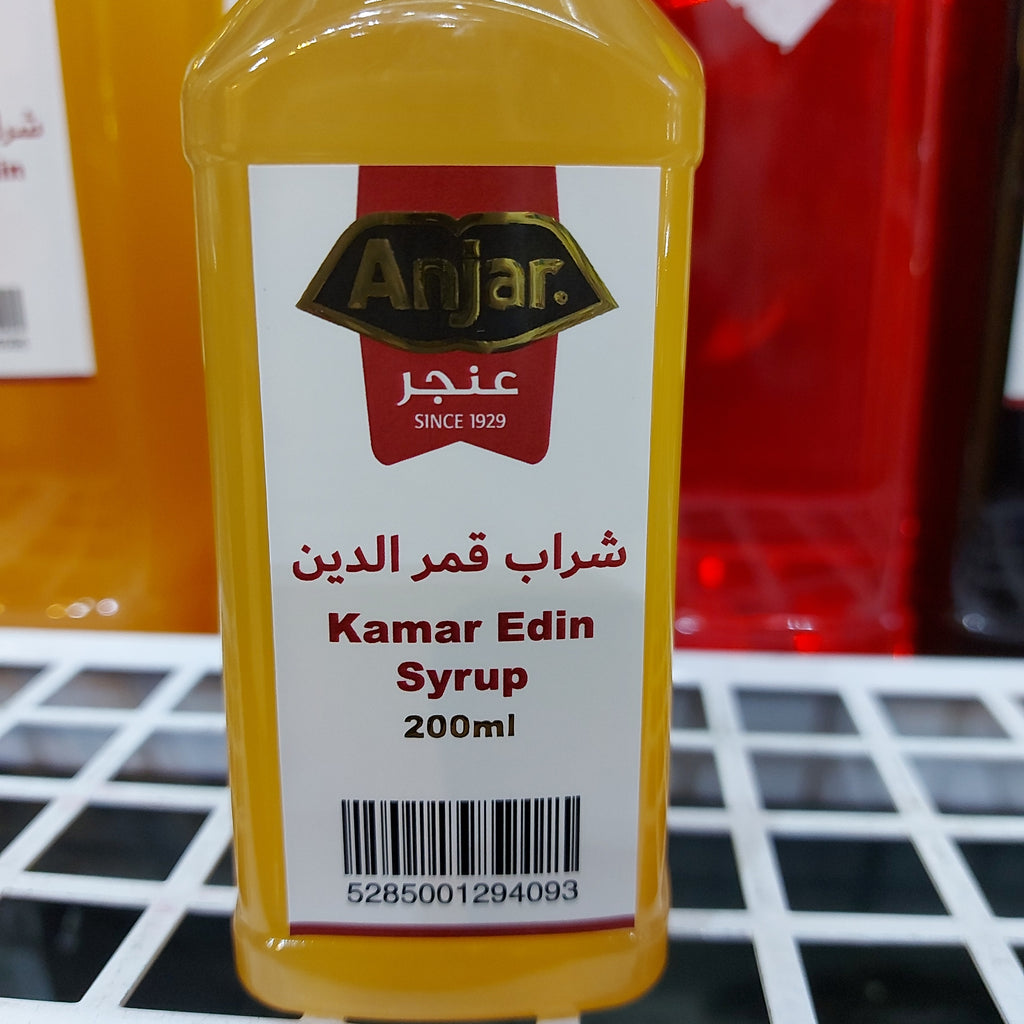 Anjar.
عنجر
SINCE 1929
شراب قمر الدين
Kamar Edin
Syrup
200ml
5285001294093